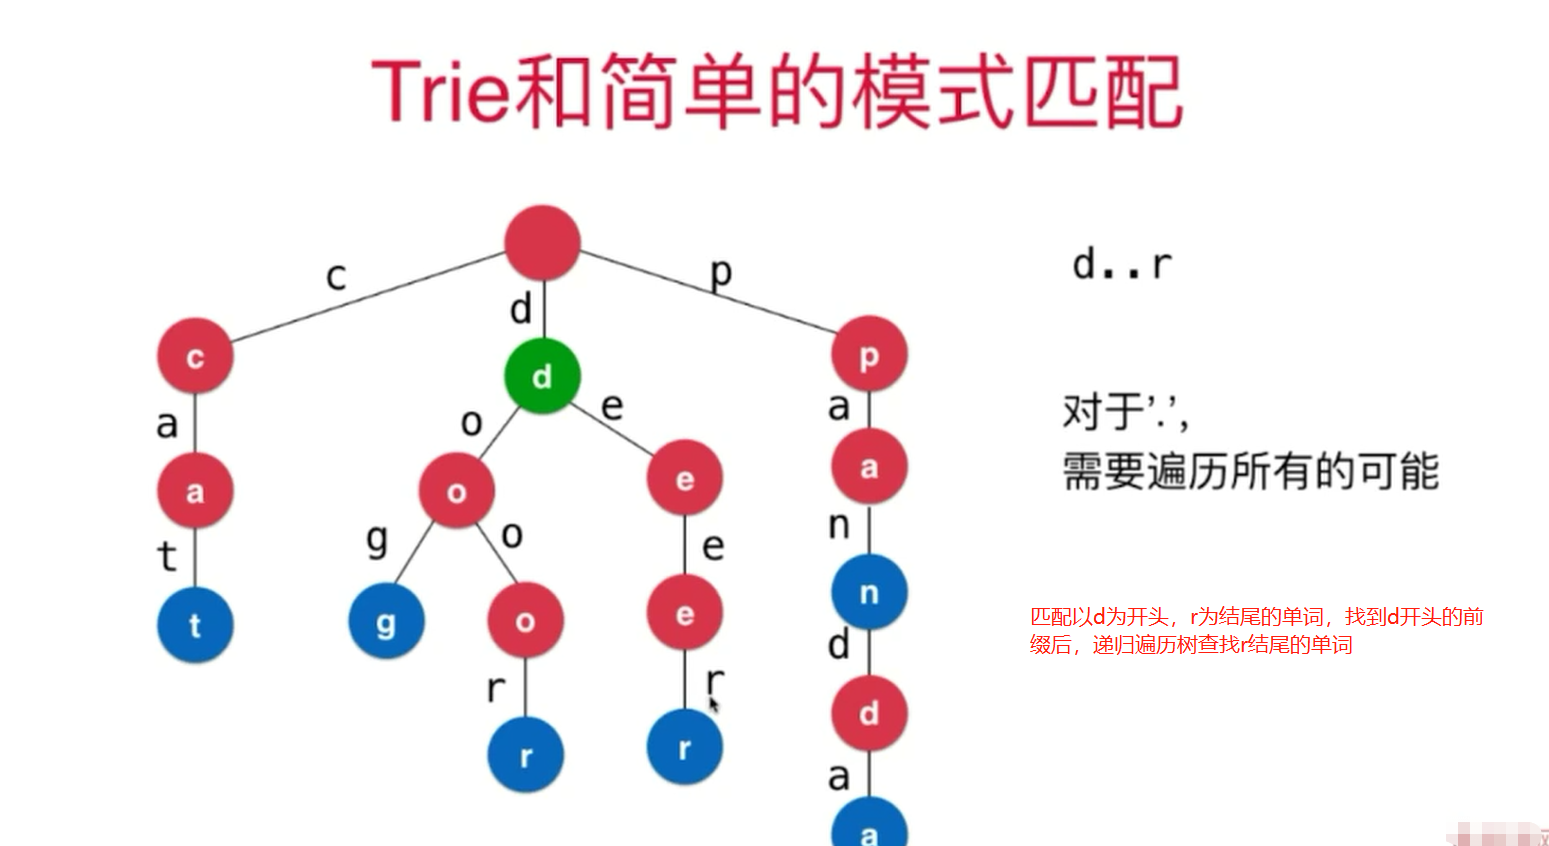 Trie和简单的模式匹配
c
d
p
d..r
c
d
p
a
o
e
a
对于’.’,
需要遍历所有的可能
a
o
e
a
t
g
o
e
n
t
g
o
e
n
匹配以d为开头，r为结尾的单词，找到d开头的前
缀后，递归遍历树查找r结尾的单词
r
r
d
r
r
d
a
a